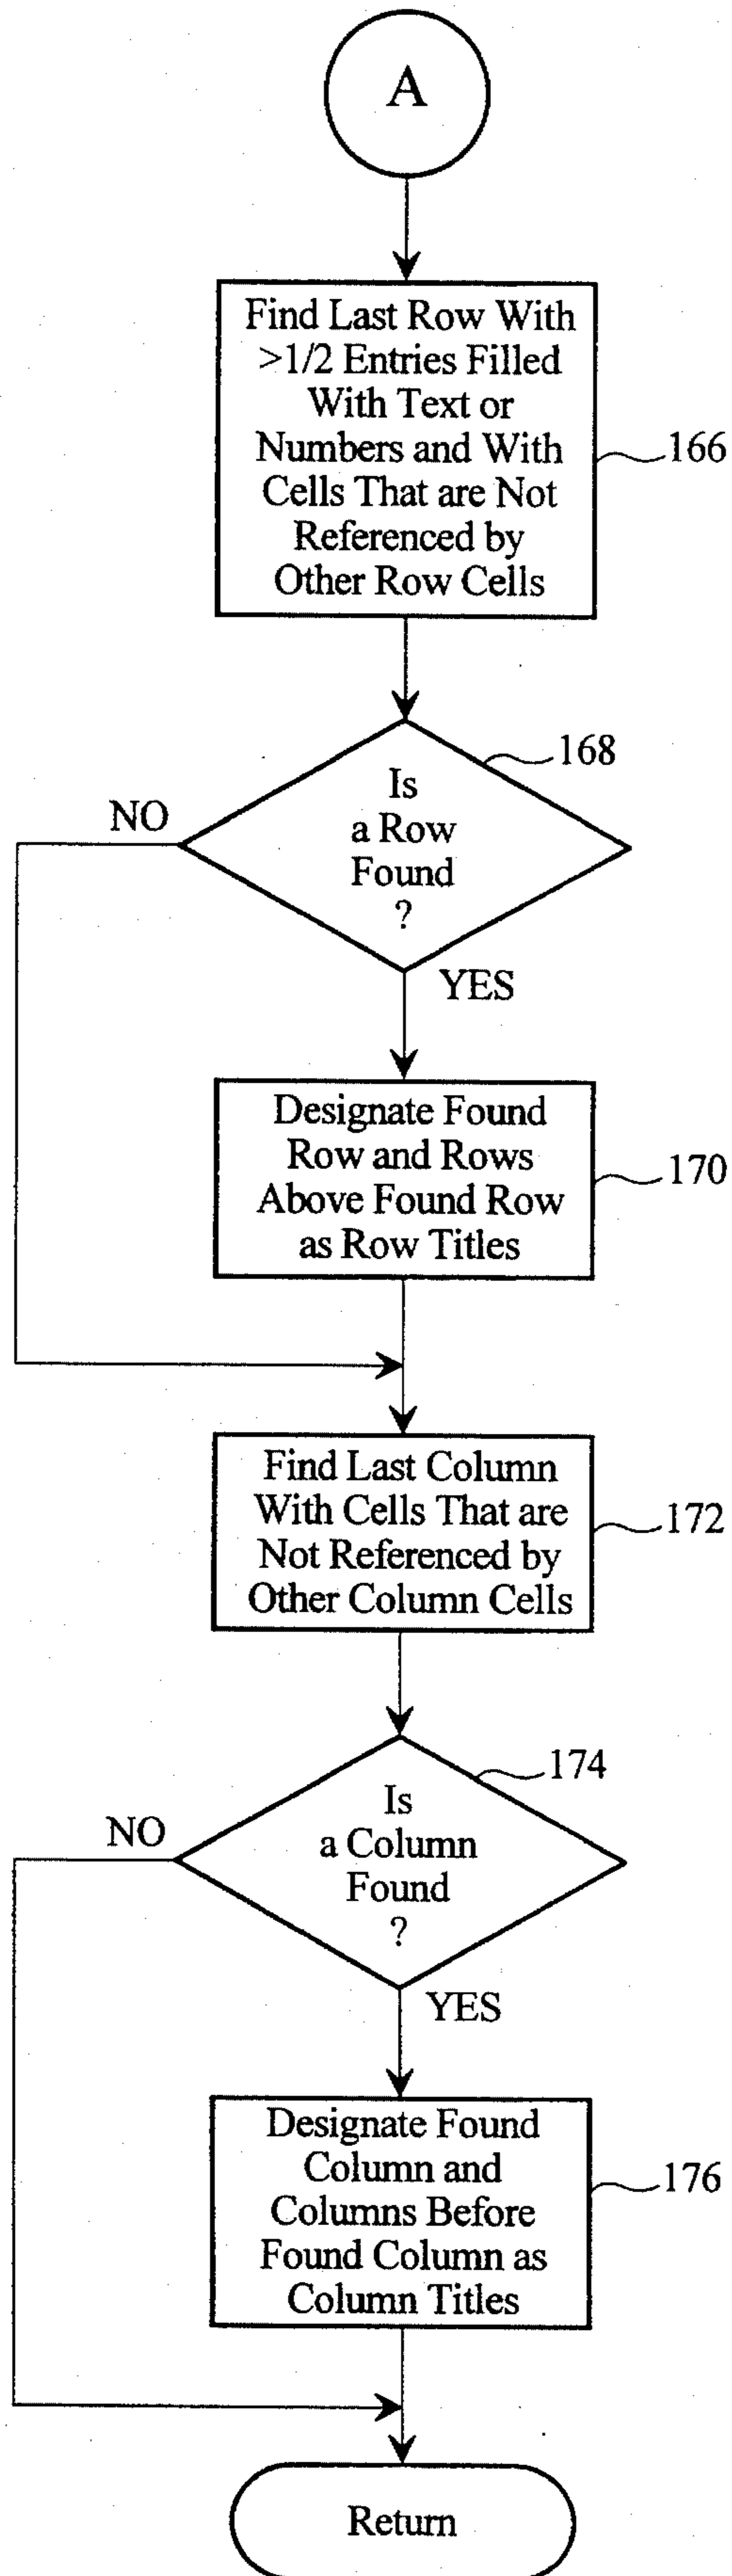 A
Find Last Row With
>1/2 Entries Filled
With Text or
Numbers and With
Cells That are Not
Referenced by
Other Row Cells
166
168
Is
a Row
Found
?
NO
YES
Designate Found
Row and Rows
Above Found Row
as Row Titles
170
Find Last Column
With Cells That are
Not Referenced by
Other Column Cells
172
174
Is
a Column
Found
?
NO
YES
Designate Found
Column and
Columns Before
Found Column as
Column Titles
176
Return